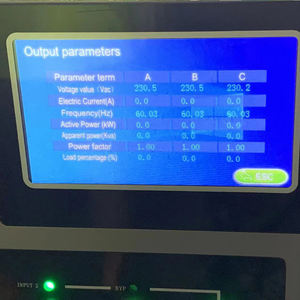 Output parameters
Parameter term A B C
Voltage value (Vac) 230.5 230.5 230.2
Electric Current(A) 0.0 0.0 0.0
Frequency(Hz) 60.03 60.03 60.03
Active Power (kW) 0.0 0.0 0.0
Apparent power(Kva) 0.0 0.0 0.0
Power factor 1.00 1.00 1.00
Load percentage (%) 0.0 0.0 0.0
ESC
INPUT S BYP